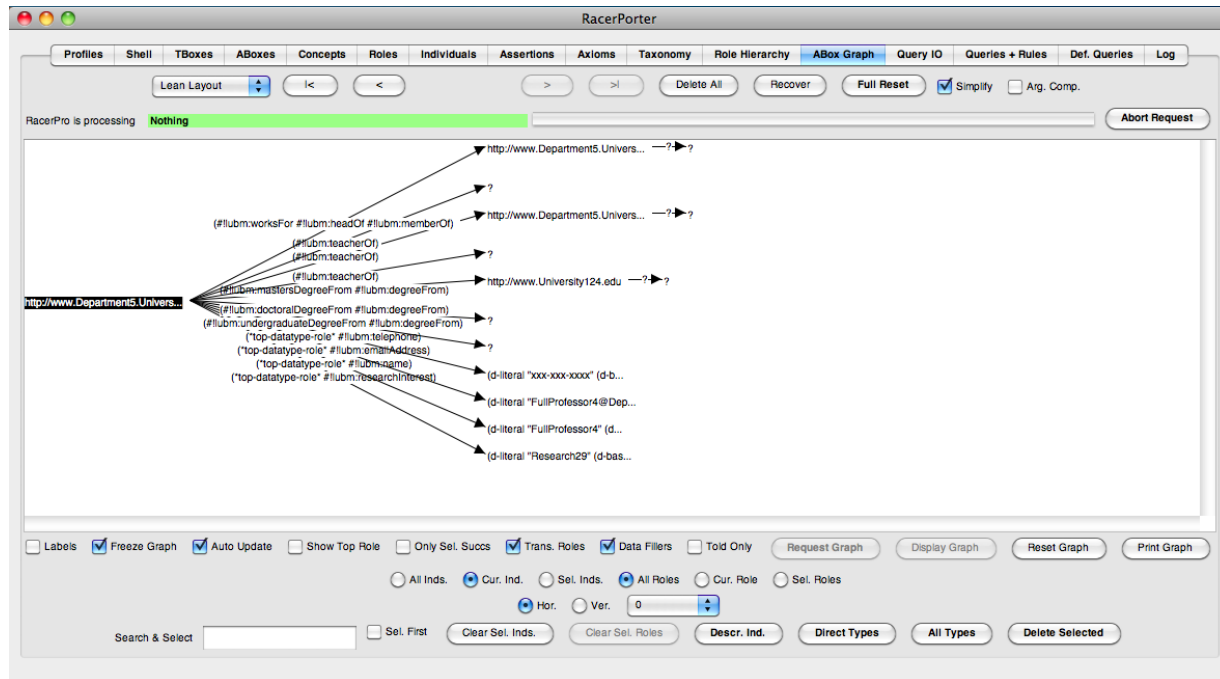 RacerPorter
Profiles Shell TBoxes ABoxes Concepts Roles Individuals Assertions Axioms Taxonomy Role Hierarchy ABox Graph Query IO Queries + Rules Def. Queries Log
Lean Layout |< < > >| Delete All Recover Full Reset Simplify Arg. Comp.
RacerPro is processing Nothing Abort Request
http://www.Department5.Univers... ? ?
?
http://www.Department5.Univers... ? ?
(#!lubm:worksFor #!lubm:headOf #!lubm:memberOf)
(#!lubm:teacherOf)
(#!lubm:teacherOf)
?
(#!lubm:teacherOf)
http://www.University124.edu ? ?
(#!lubm:mastersDegreeFrom #!lubm:degreeFrom)
http://www.Department5.Univers...
(#!lubm:doctoralDegreeFrom #!lubm:degreeFrom)
?
(#!lubm:undergraduateDegreeFrom #!lubm:degreeFrom)
(*top-datatype-role* #!lubm:telephone)
?
(*top-datatype-role* #!lubm:emailAddress)
(*top-datatype-role* #!lubm:name)
(*top-datatype-role* #!lubm:researchInterest)
(d-literal "xxx-xxx-xxxx" (d-b...
(d-literal "FullProfessor4@Dep...
(d-literal "FullProfessor4" (d...
(d-literal "Research29" (d-bas...
Labels Freeze Graph Auto Update Show Top Role Only Sel. Succs Trans. Roles Data Fillers Told Only Request Graph Display Graph Reset Graph Print Graph
All Inds. Cur. Ind. Sel. Inds. All Roles Cur. Role Sel. Roles
Hor. Ver. 0
Search & Select Sel. First Clear Sel. Inds. Clear Sel. Roles Descr. Ind. Direct Types All Types Delete Selected